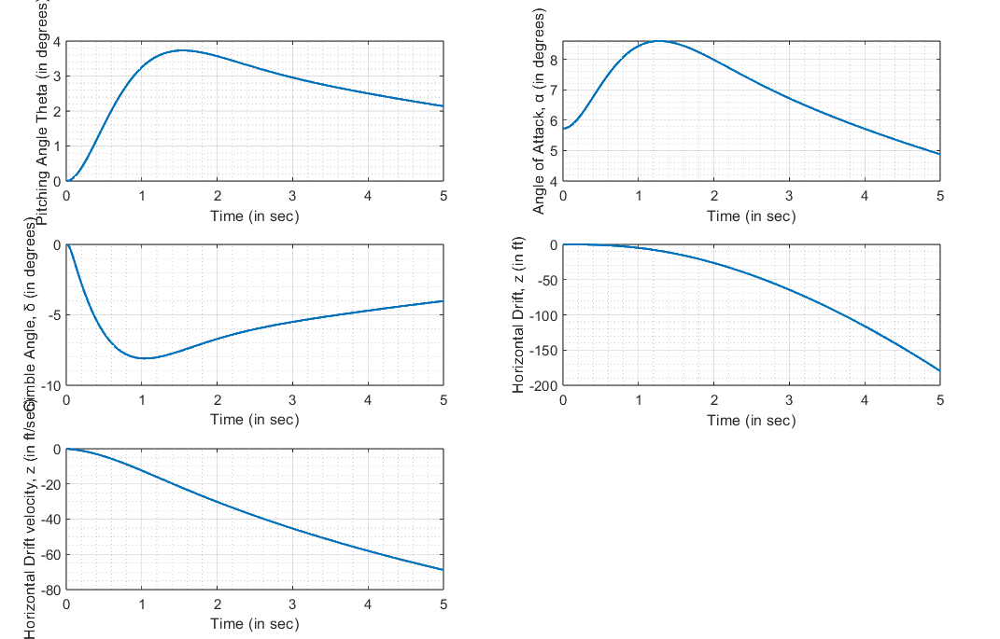 Pitching Angle Theta (in degrees)
4
3
2
1
0
0 1 2 3 4 5
Time (in sec)
Angle of Attack, α (in degrees)
8
7
6
5
4
0 1 2 3 4 5
Time (in sec)
Gimble Angle, δ (in degrees)
0
-5
-10
0 1 2 3 4 5
Time (in sec)
Horizontal Drift, z (in ft)
0
-50
-100
-150
-200
0 1 2 3 4 5
Time (in sec)
Horizontal Drift velocity, z (in ft/sec)
0
-20
-40
-60
-80
0 1 2 3 4 5
Time (in sec)